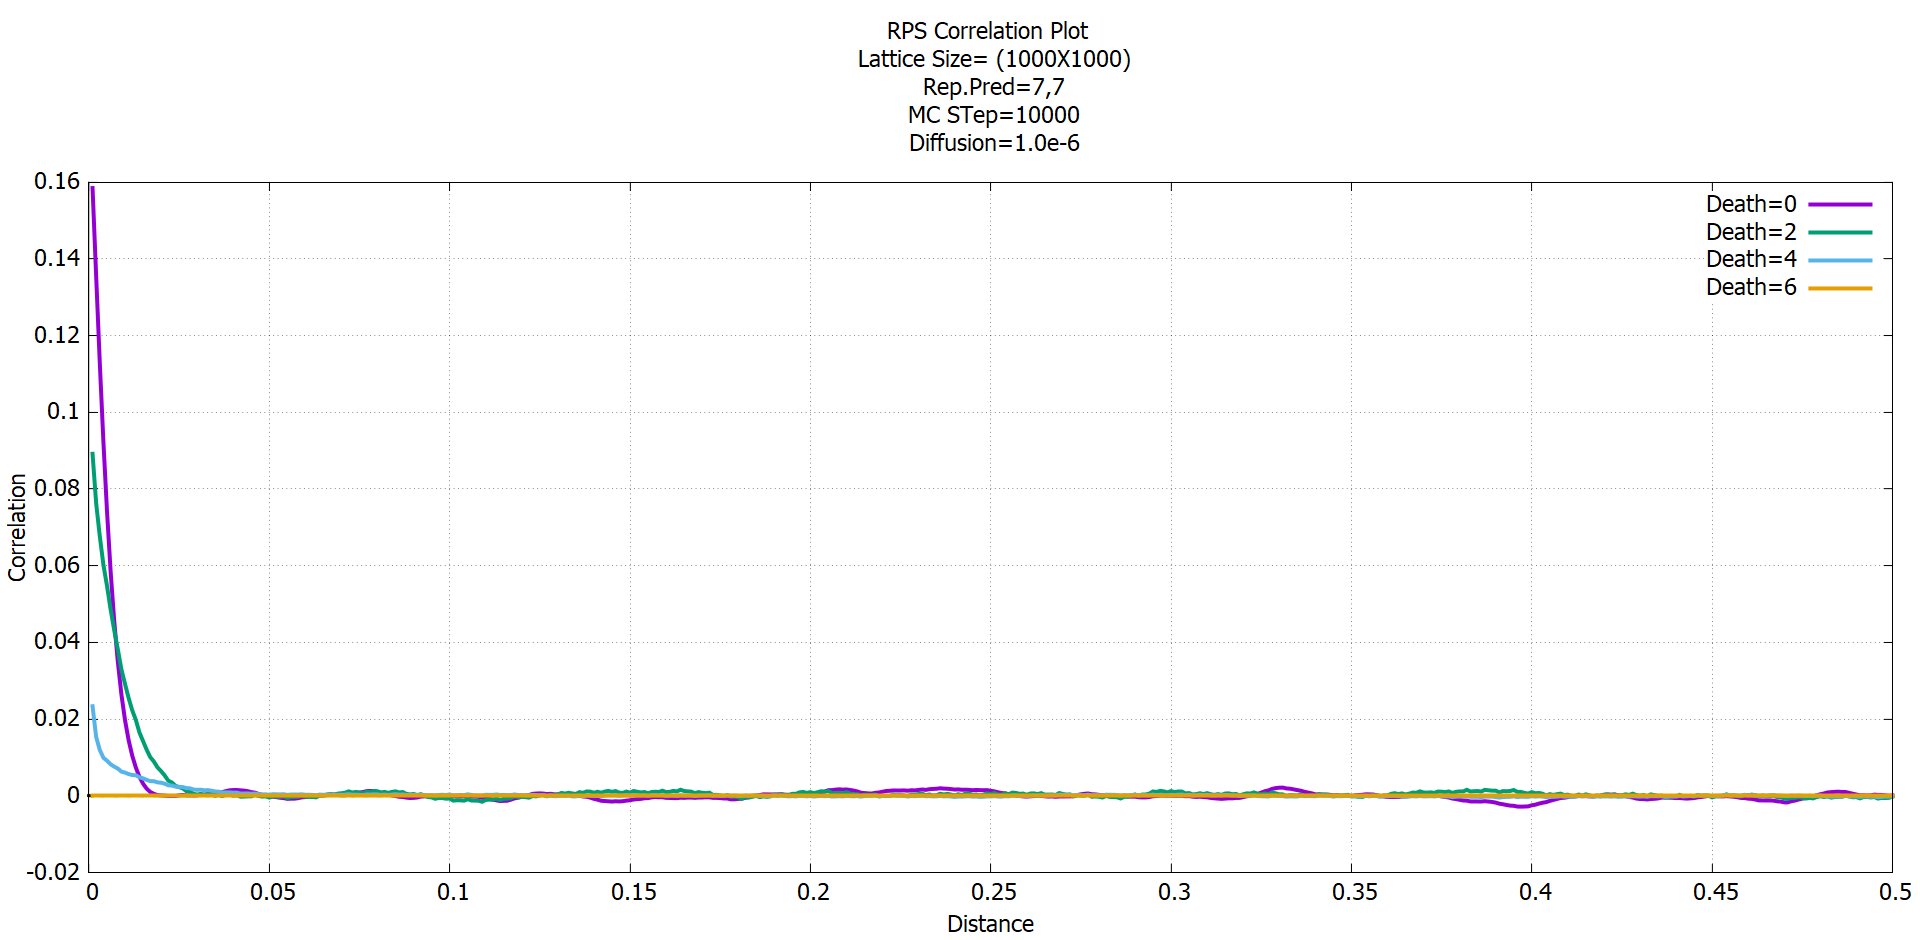 RPS Correlation Plot
Lattice Size= (1000X1000)
Rep.Pred=7,7
MC STep=10000
Diffusion=1.0e-6
0.16
0.14
0.12
0.1
0.08
0.06
0.04
0.02
0
-0.02
Correlation
Death=0
Death=2
Death=4
Death=6
0 0.05 0.1 0.15 0.2 0.25 0.3 0.35 0.4 0.45 0.5
Distance